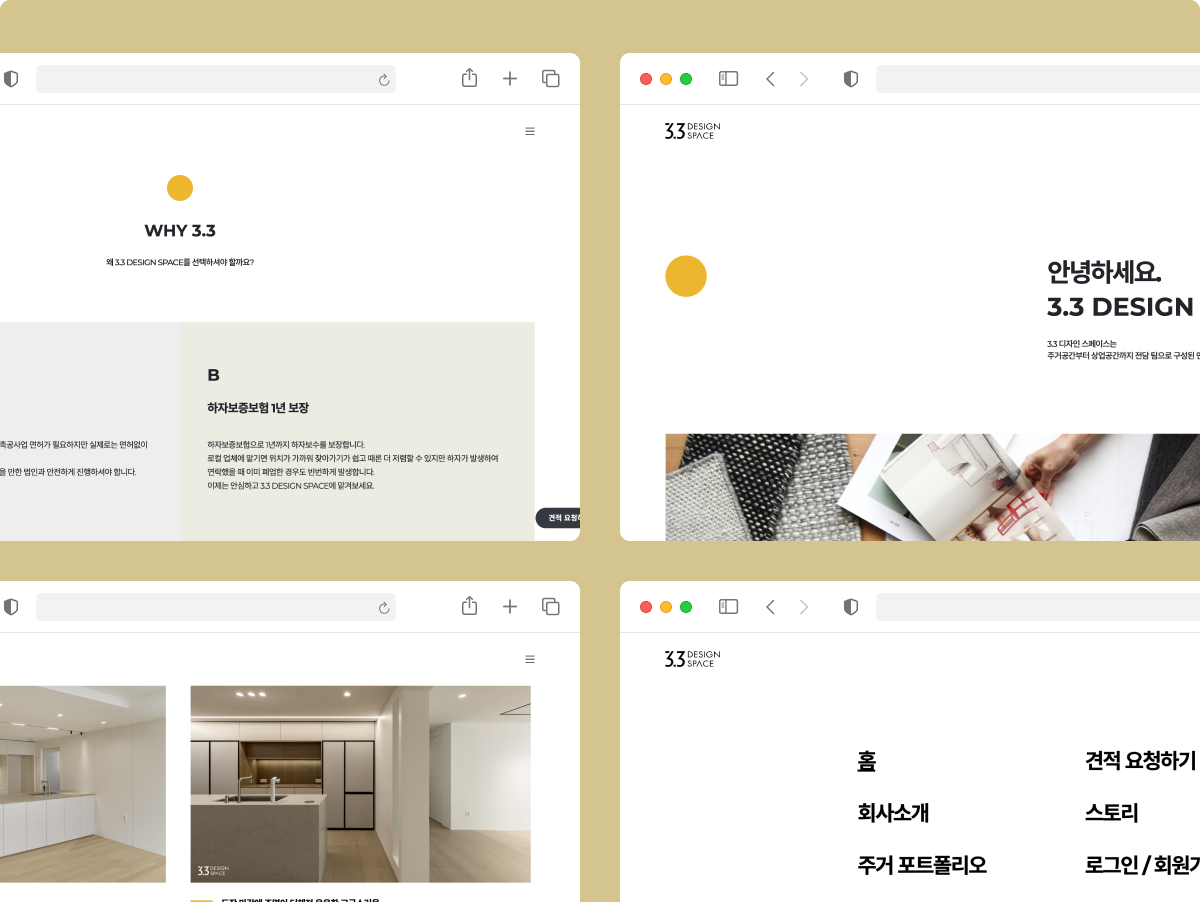 WHY 3.3
왜 3.3 DESIGN SPACE를 선택하셔야 할까요?
축공사업 면허가 필요하지만 실제로는 면허없이
을 만한 법인과 안전하게 진행하셔야 합니다.
B
하자보증보험 1년 보장
하자보증보험으로 1년까지 하자보수를 보장합니다.
로컬 업체에 맡기면 위치가 가까워 찾아가기가 쉽고 때론 더 저렴할 수 있지만 하자가 발생하여
연락했을 때 이미 폐업한 경우도 빈번하게 발생합니다.
이제는 안심하고 3.3 DESIGN SPACE에 맡겨보세요.
견적 요청하
3.3 DESIGN
SPACE
안녕하세요.
3.3 DESIGN
3.3 디자인 스페이스는
주거공간부터 상업공간까지 전담 팀으로 구성된
3.3 DESIGN
SPACE
3.3 DESIGN
SPACE
홈
회사소개
주거 포트폴리오
견적 요청하기
스토리
로그인 / 회원가